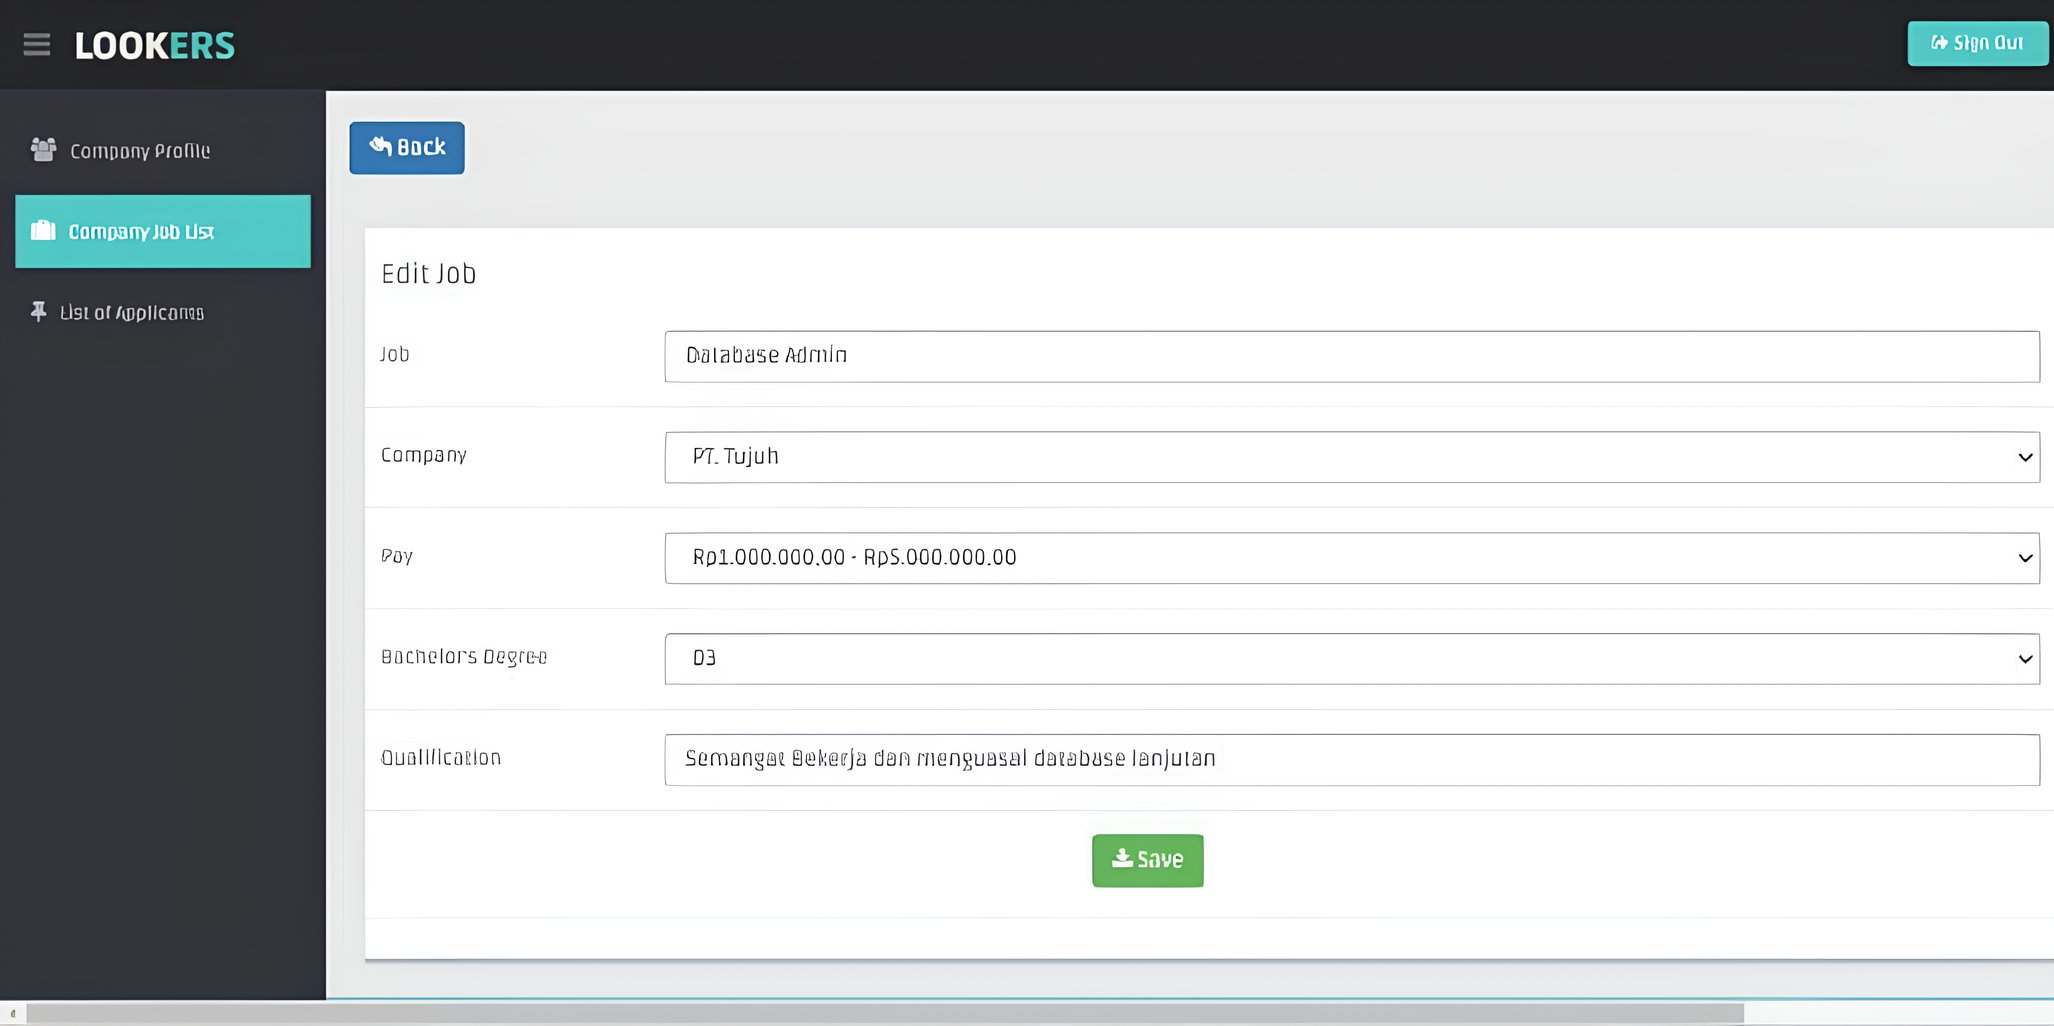 LOOKERS
Sign Out
Company Profile
Company Job List
List of Applicants
Back
Edit Job
Job
Database Admin
Company
PT. Tujuh
Pay
Rp1.000.000,00 - Rp5.000.000,00
Bachelor's Degree
D3
Qualification
Semangat Bekerja dan menguasai database lanjutan
Save